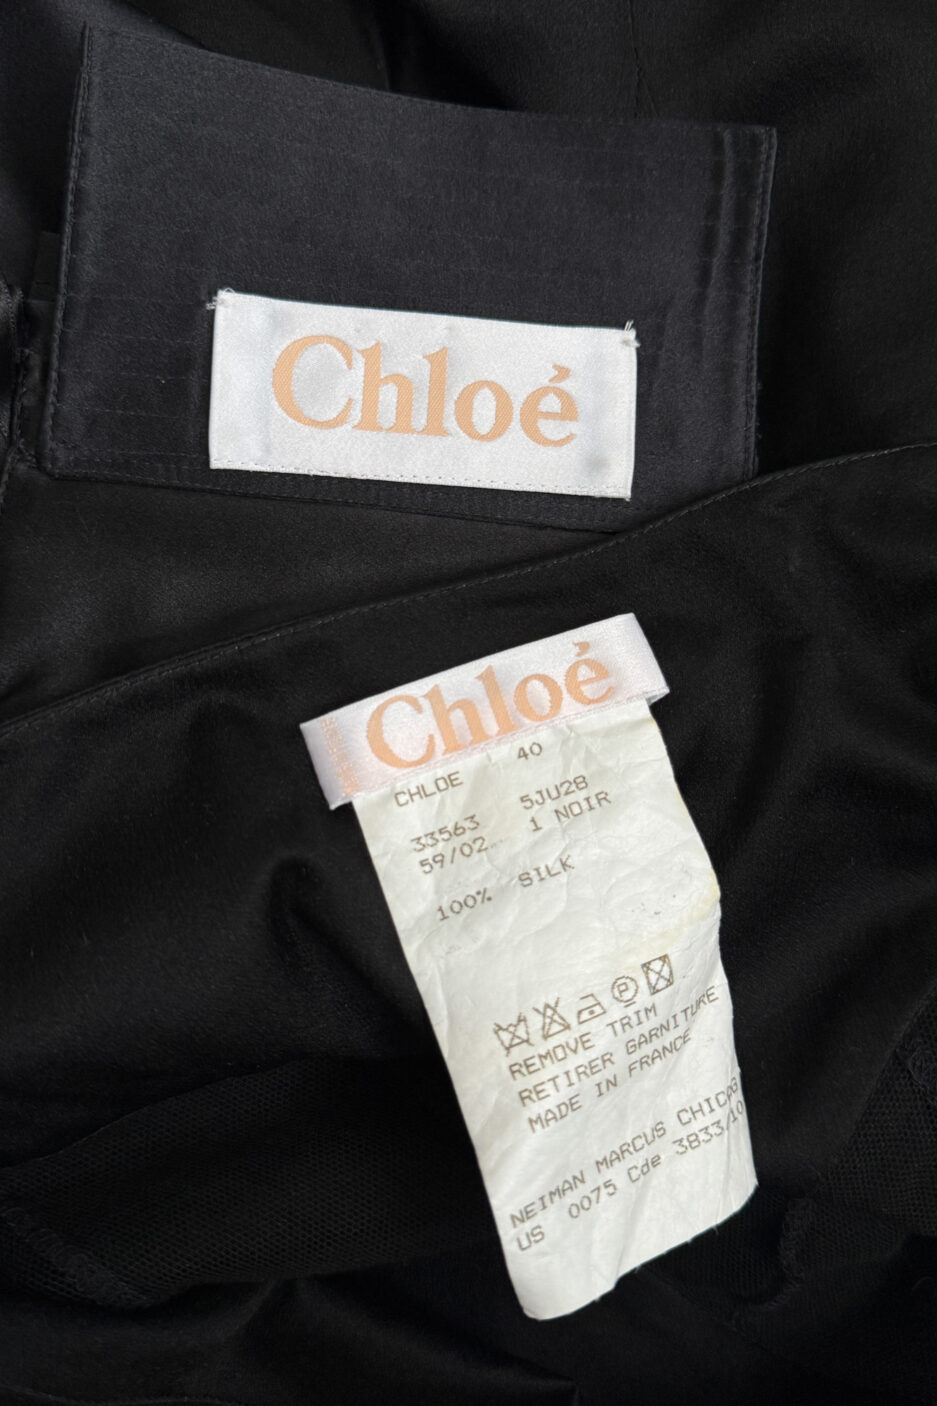 Chloé
Chloé
CHLOE 40
33563 5JU28
59/02 1 NOIR
100% SILK
REMOVE TRIM
RETIRER GARNITURE
MADE IN FRANCE
NEIMAN MARCUS CHICAG
US 0075 Cde 3833/10